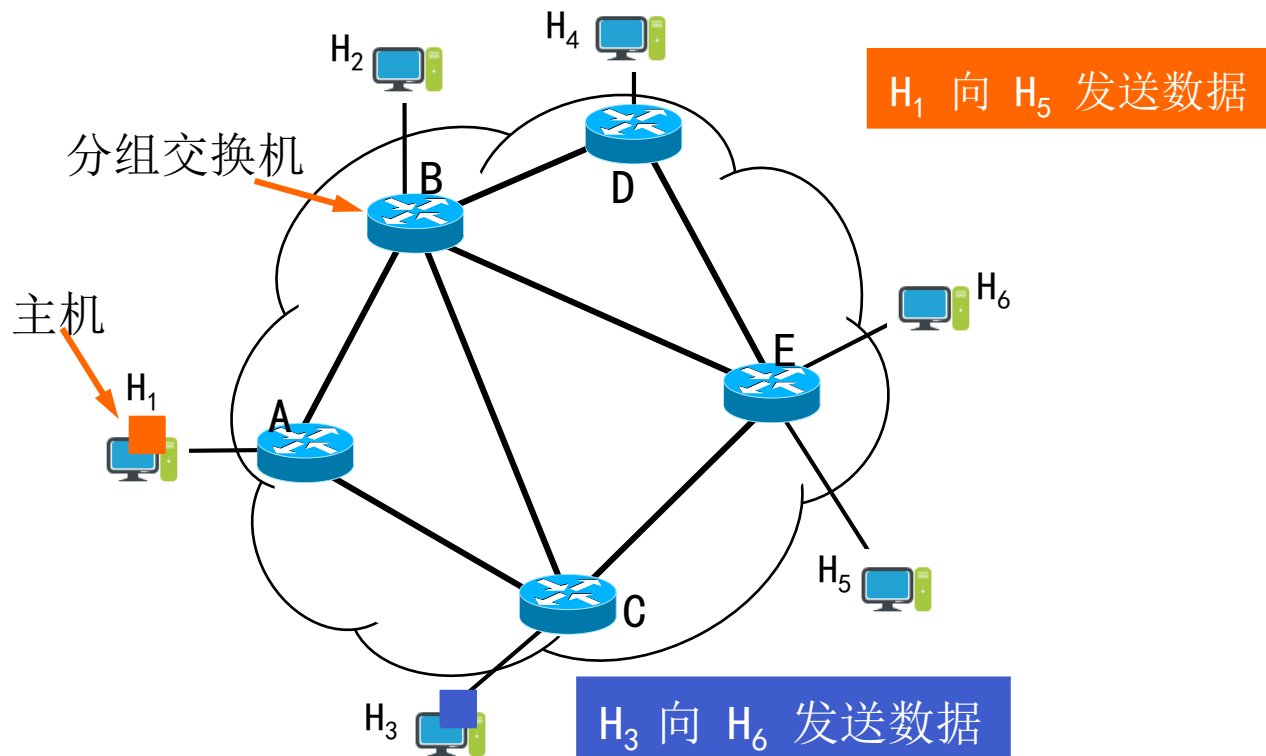 H₄
H₂
H₁ 向 H₅ 发送数据
分组交换机
B
D
H₆
主机
E
H₁
A
H₅
C
H₃
H₃ 向 H₆ 发送数据